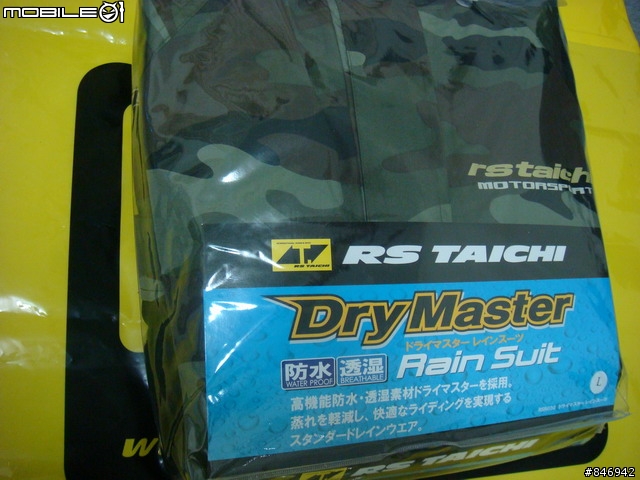 MOBILE01
rs taich
MOTORSPORT
RS TAICHI
RS TAICHI
DryMaster
ドライマスター レインスーツ
Rain Suit
防水
WATER PROOF
透湿
BREATHABLE
L
高機能防水・透湿素材ドライマスターを採用。
蒸れを軽減し、快適なライディングを実現する
スタンダードレインウエア。
RS TAICHI
w
#846942